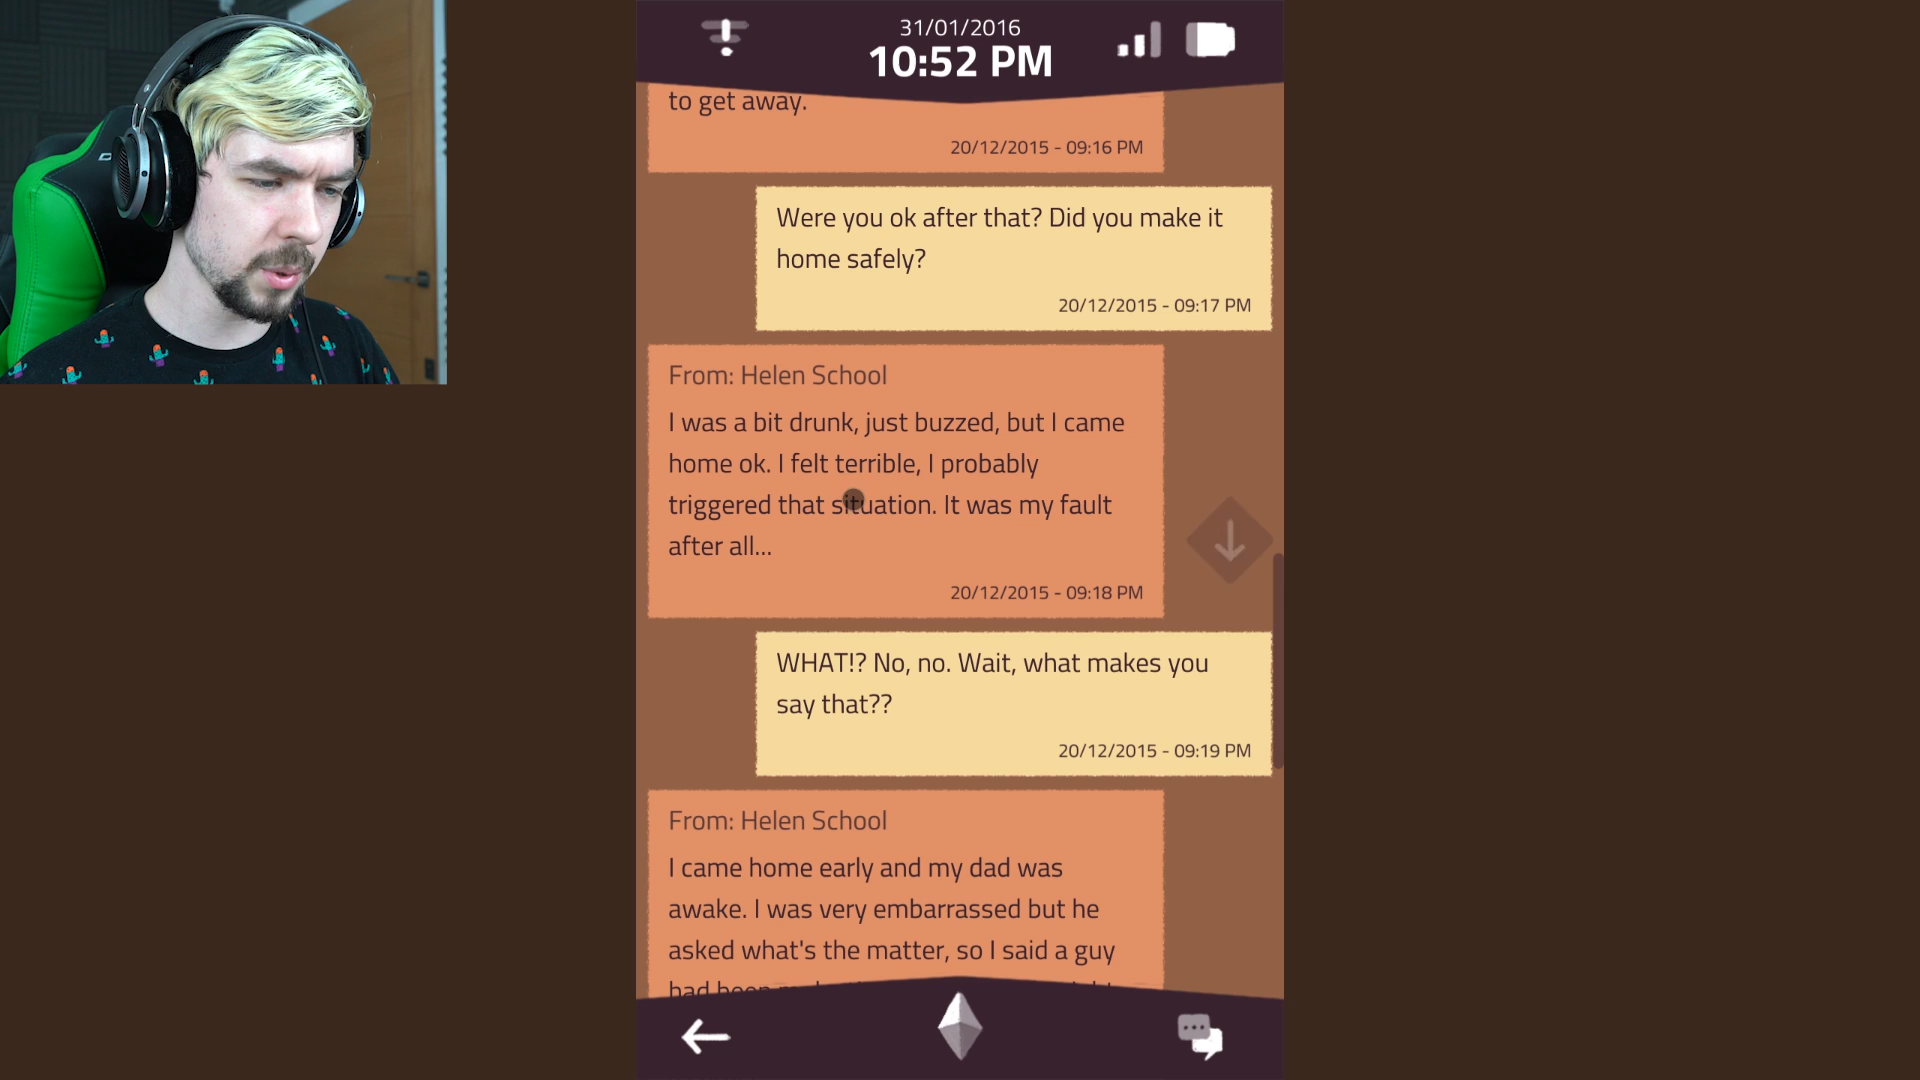 31/01/2016
10:52 PM
to get away.
20/12/2015 - 09:16 PM
Were you ok after that? Did you make it
home safely?
20/12/2015 - 09:17 PM
From: Helen School
I was a bit drunk, just buzzed, but I came
home ok. I felt terrible, I probably
triggered that situation. It was my fault
after all...
20/12/2015 - 09:18 PM
WHAT!? No, no. Wait, what makes you
say that??
20/12/2015 - 09:19 PM
From: Helen School
I came home early and my dad was
awake. I was very embarrassed but he
asked what's the matter, so I said a guy
had been